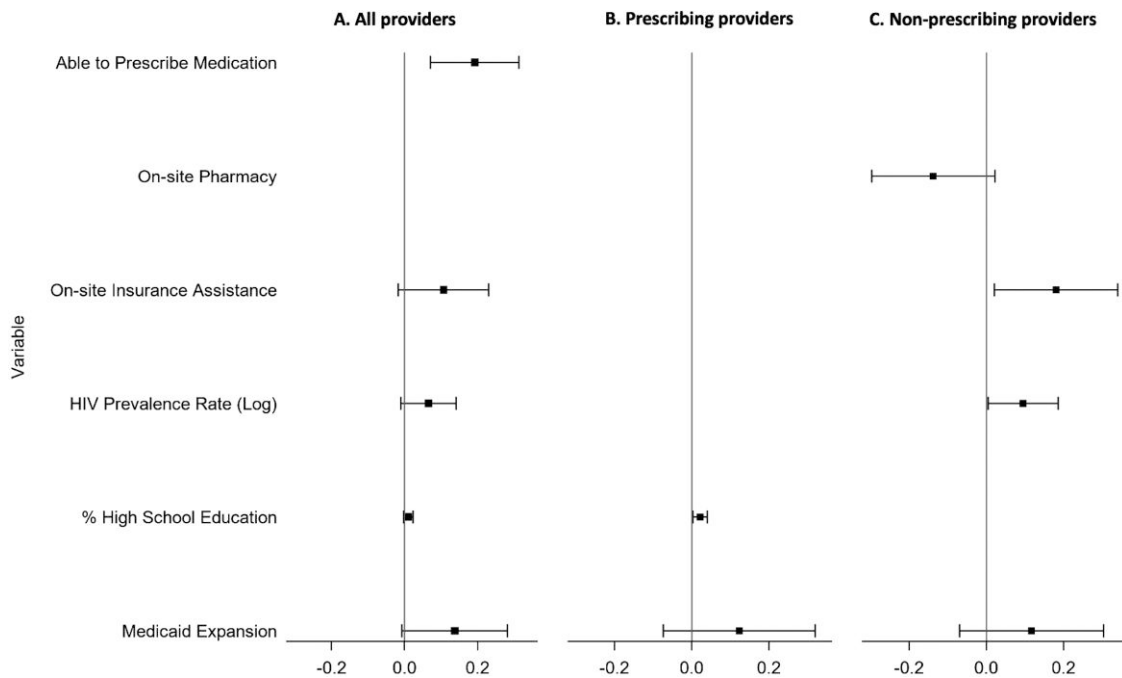 A. All providers
B. Prescribing providers
C. Non-prescribing providers
Variable
Able to Prescribe Medication
On-site Pharmacy
On-site Insurance Assistance
HIV Prevalence Rate (Log)
% High School Education
Medicaid Expansion
-0.2 0.0 0.2
-0.2 0.0 0.2
-0.2 0.0 0.2